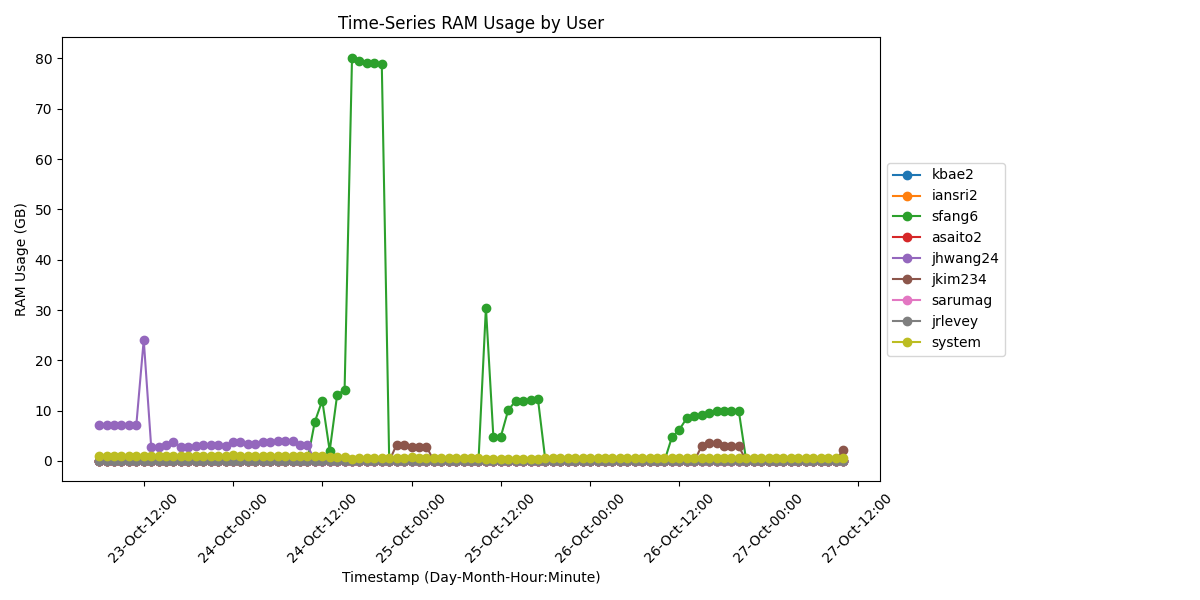 Time-Series RAM Usage by User
RAM Usage (GB)
80
70
60
50
40
30
20
10
0
23-Oct-12:00
24-Oct-00:00
24-Oct-12:00
25-Oct-00:00
25-Oct-12:00
26-Oct-00:00
26-Oct-12:00
27-Oct-00:00
27-Oct-12:00
Timestamp (Day-Month-Hour:Minute)
kbae2
iansri2
sfang6
asaito2
jhwang24
jkim234
sarumag
jrlevey
system